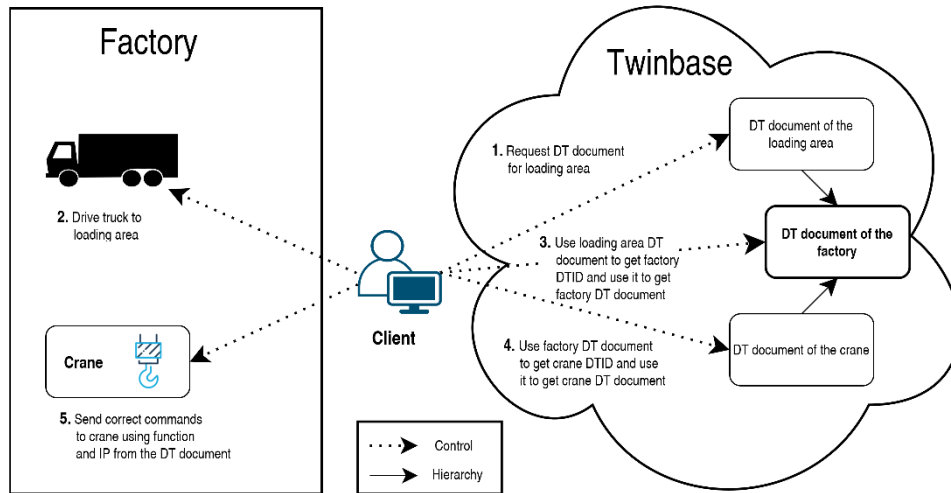 Factory
2. Drive truck to
loading area
Crane
5. Send correct commands
to crane using function
and IP from the DT document
Client
Control
Hierarchy
Twinbase
1. Request DT document
for loading area
DT document of the
loading area
3. Use loading area DT
document to get factory
DTID and use it to get
factory DT document
DT document of the
factory
4. Use factory DT document
to get crane DTID and use
it to get crane DT document
DT document of the crane